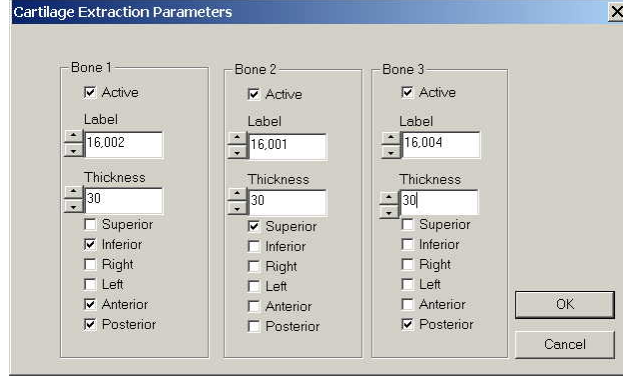 Cartilage Extraction Parameters
Bone 1
Active
Label
16,002
Thickness
30
Superior
Inferior
Right
Left
Anterior
Posterior
Bone 2
Active
Label
16,001
Thickness
30
Superior
Inferior
Right
Left
Anterior
Posterior
Bone 3
Active
Label
16,004
Thickness
30
Superior
Inferior
Right
Left
Anterior
Posterior
OK
Cancel